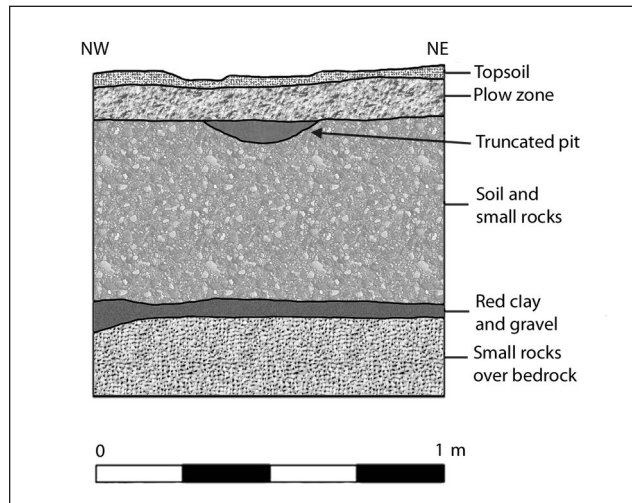 NW NE
Topsoil
Plow zone
Truncated pit
Soil and
small rocks
Red clay
and gravel
Small rocks
over bedrock
0 1 m